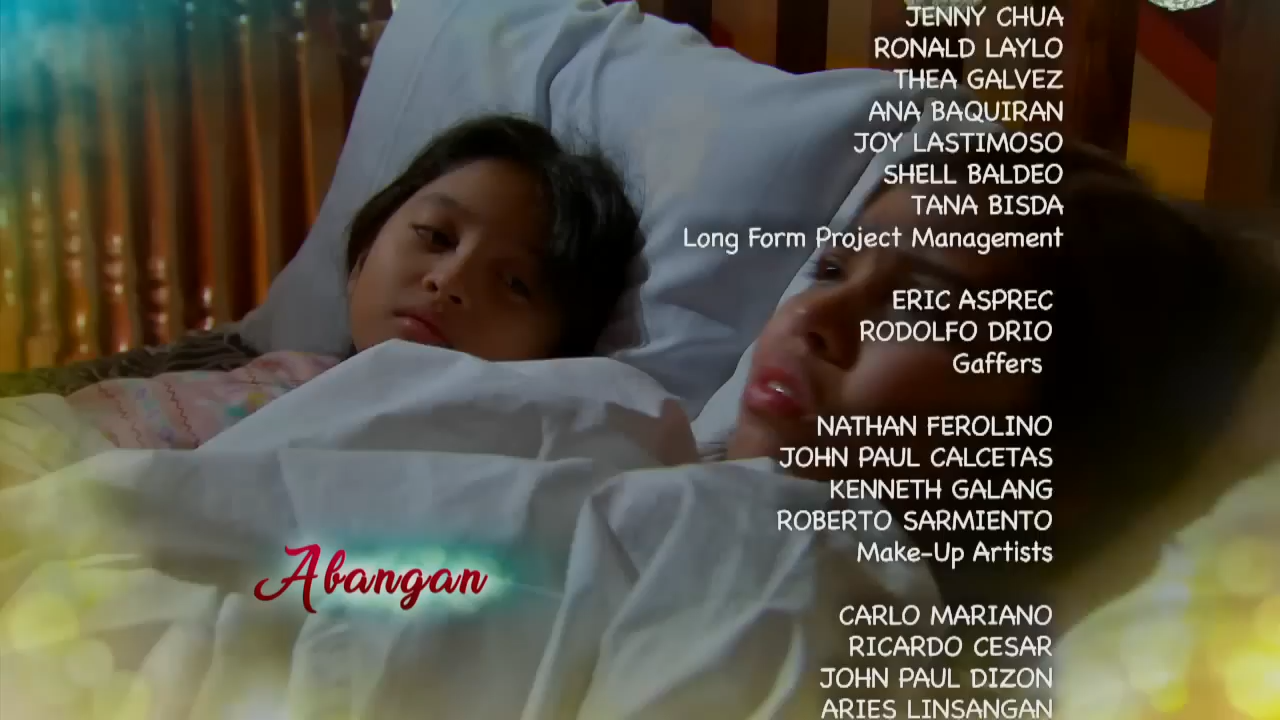 JENNY CHUA
RONALD LAYLO
THEA GALVEZ
ANA BAQUIRAN
JOY LASTIMOSO
SHELL BALDEO
TANA BISDA
Long Form Project Management
ERIC ASPREC
RODOLFO DRIO
Gaffers
NATHAN FEROLINO
JOHN PAUL CALCETAS
KENNETH GALANG
ROBERTO SARMIENTO
Make-Up Artists
Abangan
CARLO MARIANO
RICARDO CESAR
JOHN PAUL DIZON
ARIES LINSANGAN